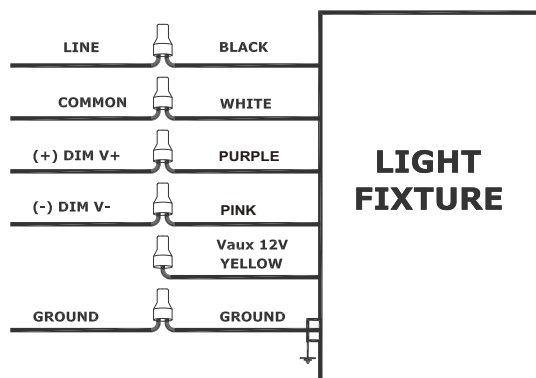 LINE BLACK
COMMON WHITE
(+) DIM V+ PURPLE
(-) DIM V- PINK
Vaux 12V
YELLOW
GROUND GROUND
LIGHT
FIXTURE